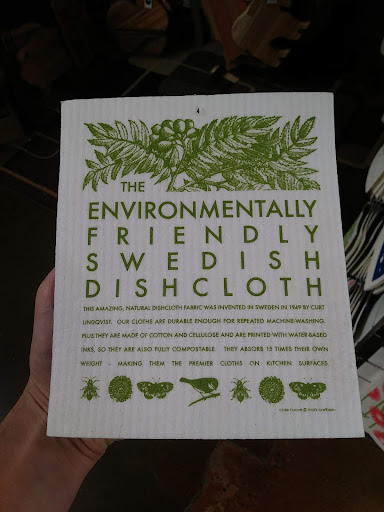 THE
ENVIRONMENTALLY
FRIENDLY
SWEDISH
DISHCLOTH
THIS AMAZING, NATURAL DISHCLOTH FABRIC WAS INVENTED IN SWEDEN IN 1949 BY CURT
LINDQVIST. OUR CLOTHS ARE DURABLE ENOUGH FOR REPEATED MACHINE-WASHING.
PLUS THEY ARE MADE OF COTTON AND CELLULOSE AND ARE PRINTED WITH WATER-BASED
INKS, SO THEY ARE ALSO FULLY COMPOSTABLE. THEY ABSORB 15 TIMES THEIR OWN
WEIGHT - MAKING THEM THE PREMIER CLOTHS ON KITCHEN SURFACES.